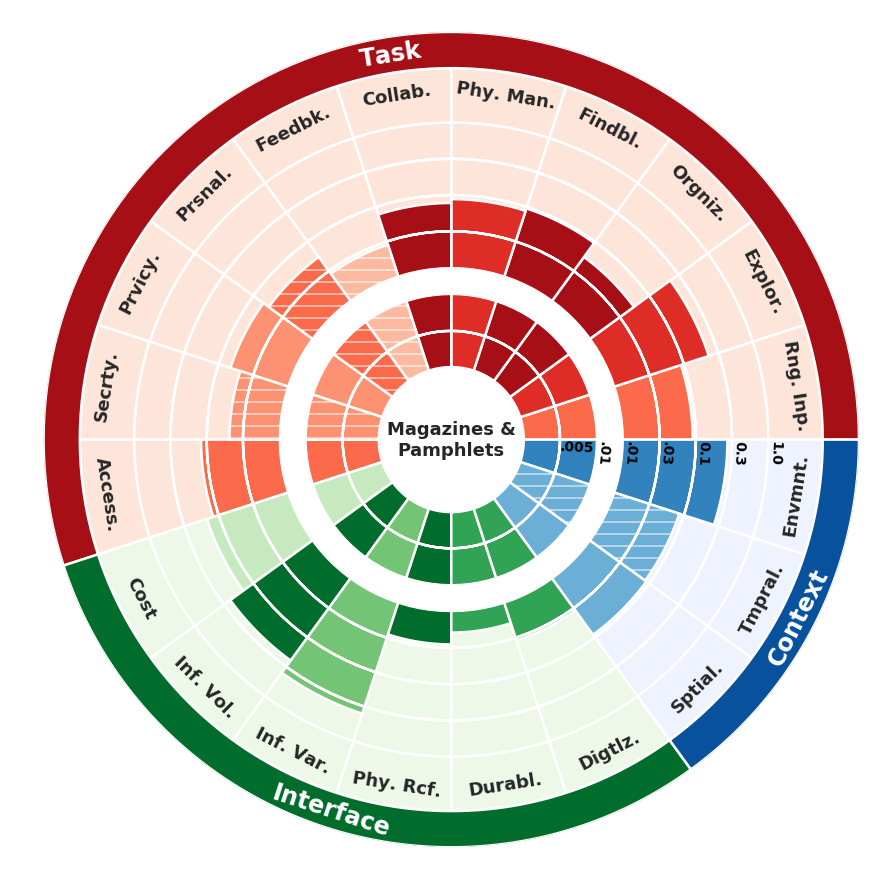 Task
Collab.
Phy. Man.
Findbl.
Orgniz.
Explor.
Rng. Inp.
Feedbk.
Prsnal.
Prvicy.
Secrty.
Access.
Magazines &
Pamphlets
.005
.01
.01
.03
0.1
0.3
1.0
Envmnt.
Tmpral.
Sptial.
Context
Cost
Inf. Vol.
Inf. Var.
Phy. Rcf.
Durabl.
Digtlz.
Interface